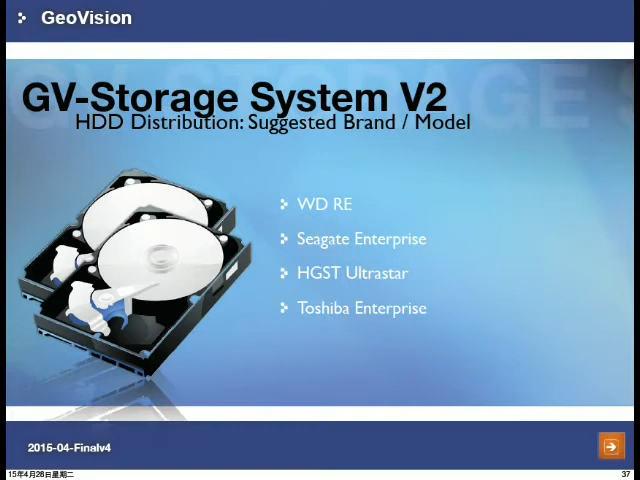 GeoVision
GV-Storage System V2
HDD Distribution: Suggested Brand / Model
WD RE
Seagate Enterprise
HGST Ultrastar
Toshiba Enterprise
2015-04-Finalv4
15年4月28日星期二
37